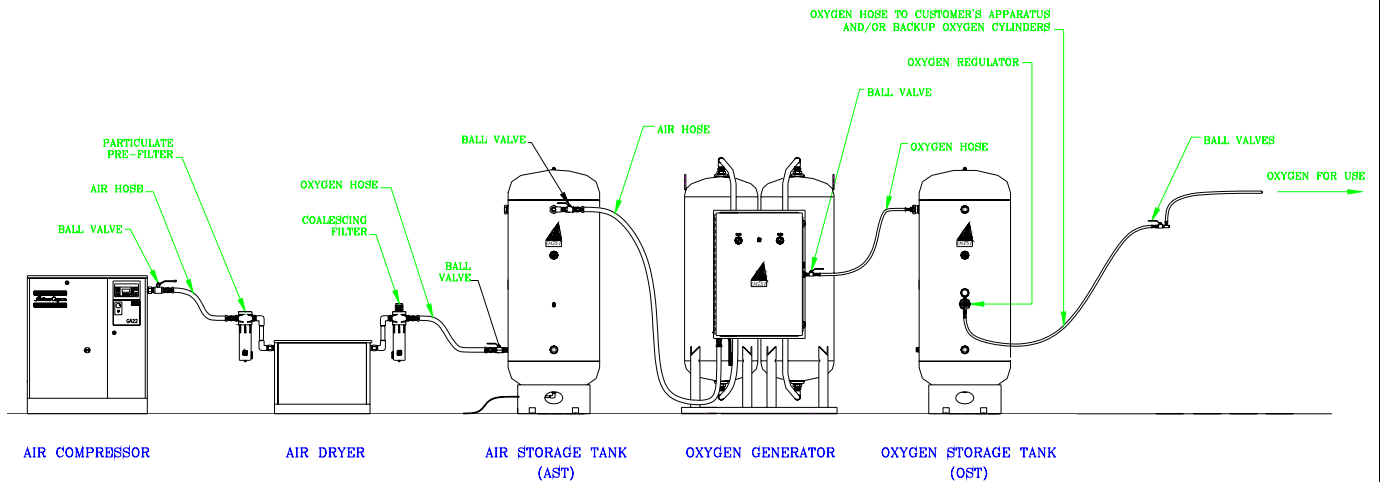 OXYGEN HOSE TO CUSTOMER'S APPARATUS
AND/OR BACKUP OXYGEN CYLINDERS
OXYGEN REGULATOR
BALL VALVE
AIR HOSE
BALL VALVE
PARTICULATE
PRE-FILTER
OXYGEN HOSE
BALL VALVES
OXYGEN FOR USE
AIR HOSE
OXYGEN HOSE
COALESCING
FILTER
BALL VALVE
BALL
VALVE
GA22
AIR COMPRESSOR
AIR DRYER
AIR STORAGE TANK
(AST)
OXYGEN GENERATOR
OXYGEN STORAGE TANK
(OST)